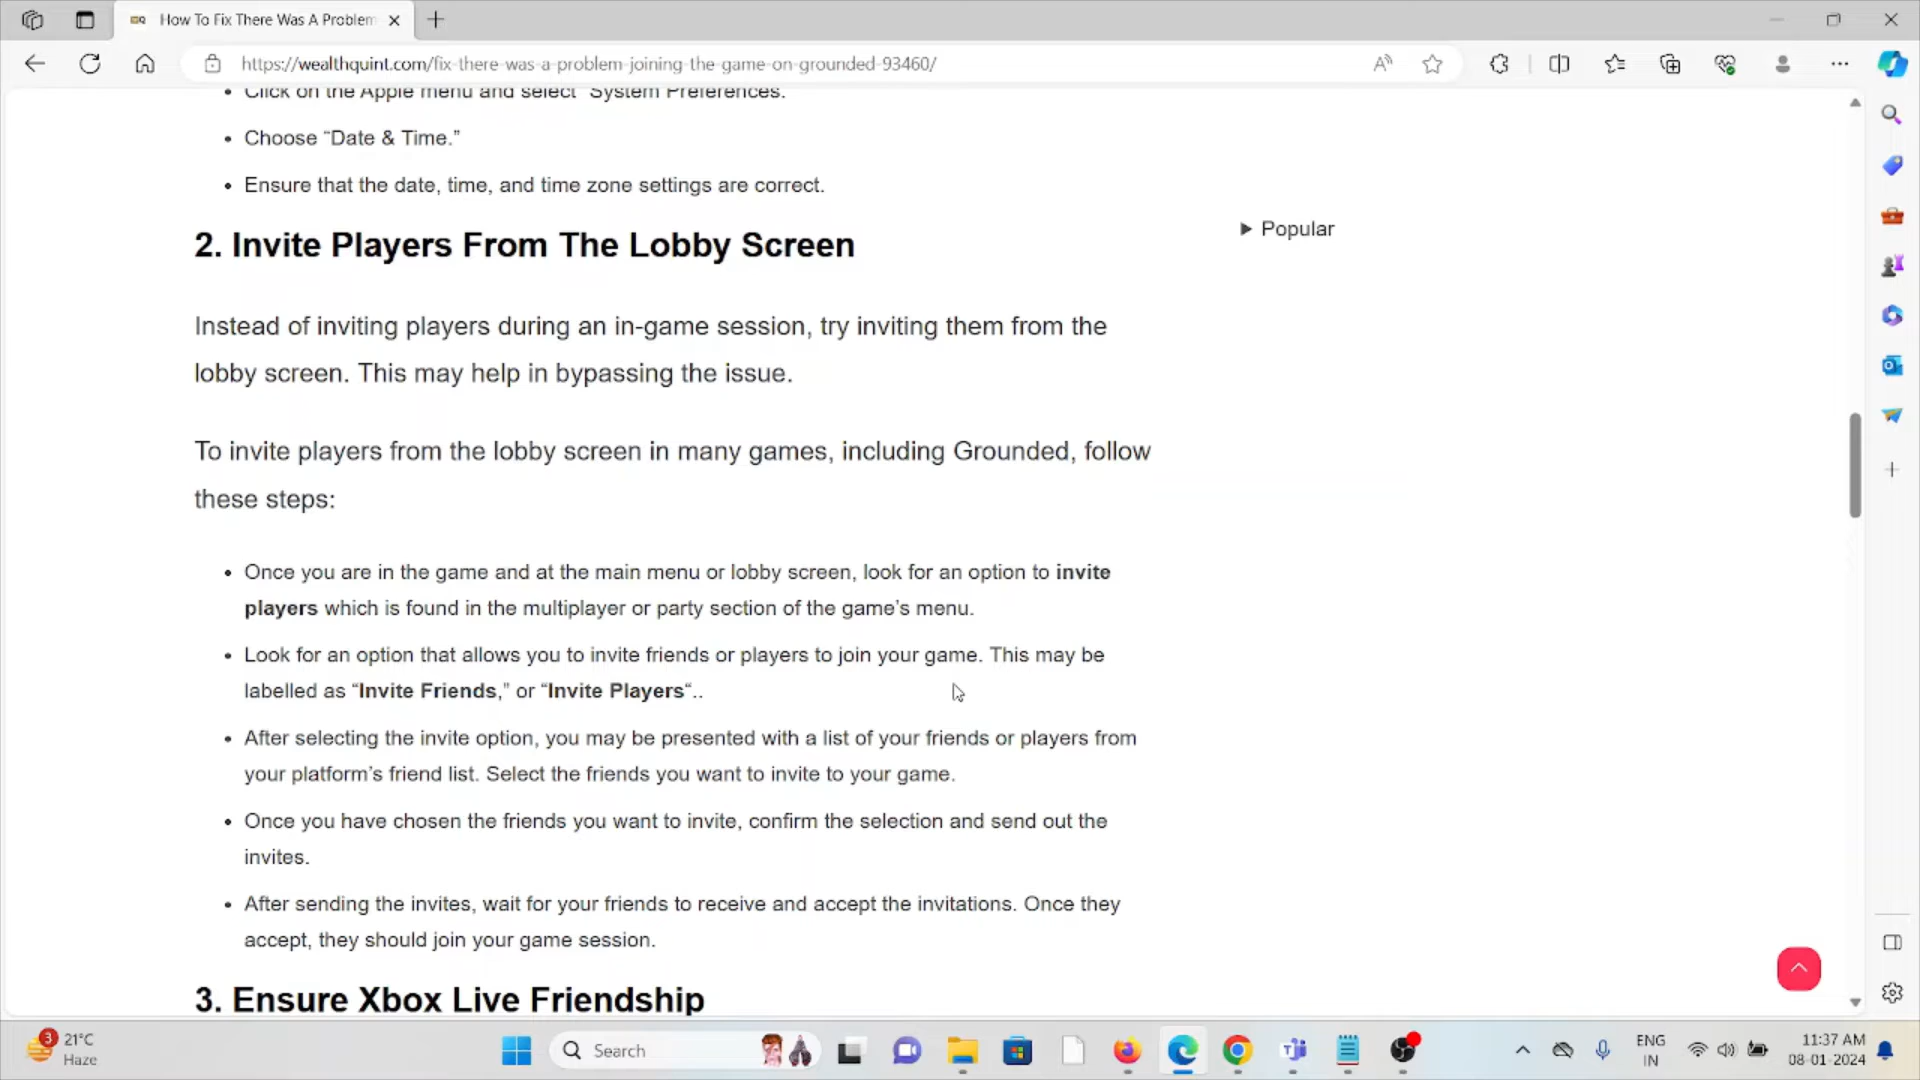 How To Fix There Was A Problem
https://wealthquint.com/fix-there-was-a-problem-joining-the-game-on-grounded-93460/
• Click on the Apple menu and select “System Preferences.
• Choose “Date & Time.”
• Ensure that the date, time, and time zone settings are correct.
2. Invite Players From The Lobby Screen
▶ Popular
Instead of inviting players during an in-game session, try inviting them from the
lobby screen. This may help in bypassing the issue.
To invite players from the lobby screen in many games, including Grounded, follow
these steps:
• Once you are in the game and at the main menu or lobby screen, look for an option to invite
players which is found in the multiplayer or party section of the game’s menu.
• Look for an option that allows you to invite friends or players to join your game. This may be
labelled as “Invite Friends,” or “Invite Players“..
• After selecting the invite option, you may be presented with a list of your friends or players from
your platform’s friend list. Select the friends you want to invite to your game.
• Once you have chosen the friends you want to invite, confirm the selection and send out the
invites.
• After sending the invites, wait for your friends to receive and accept the invitations. Once they
accept, they should join your game session.
3. Ensure Xbox Live Friendship
3
21°C
Haze
Search
ENG
IN
11:37 AM
08-01-2024